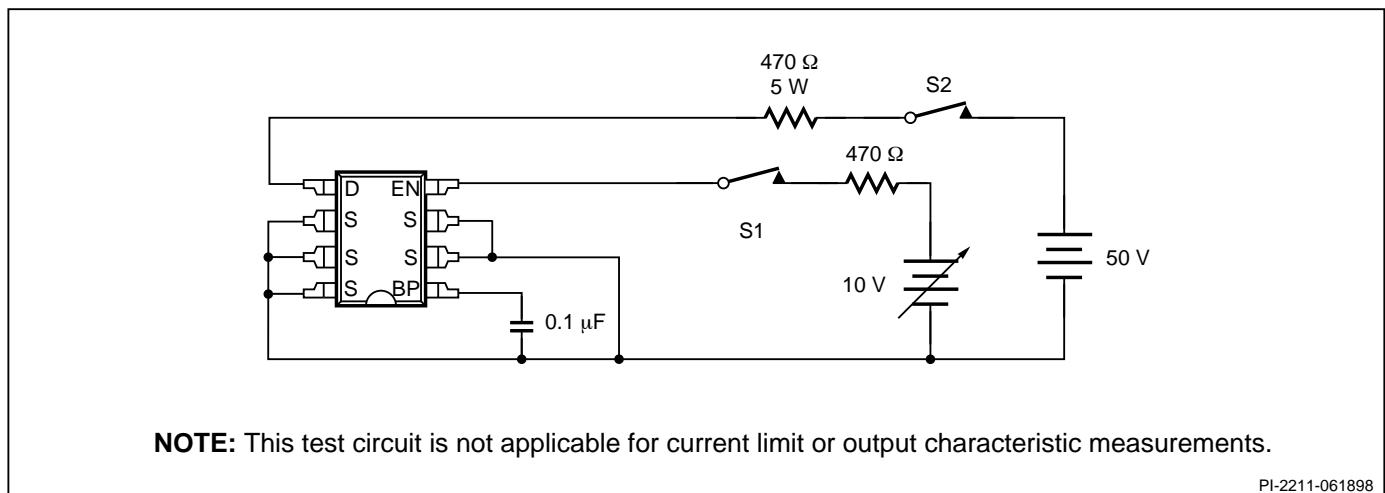 470 Ω
5 W
S2
470 Ω
D EN
S S
S1
S S
50 V
S BP
10 V
0.1 µF
NOTE: This test circuit is not applicable for current limit or output characteristic measurements.
PI-2211-061898